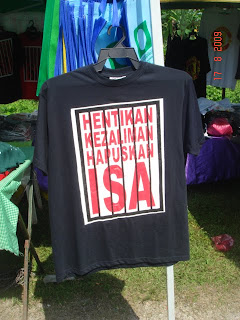 HENTIKAN
KEZALIMAN
HAPUSKAN
ISA
17 8 2009